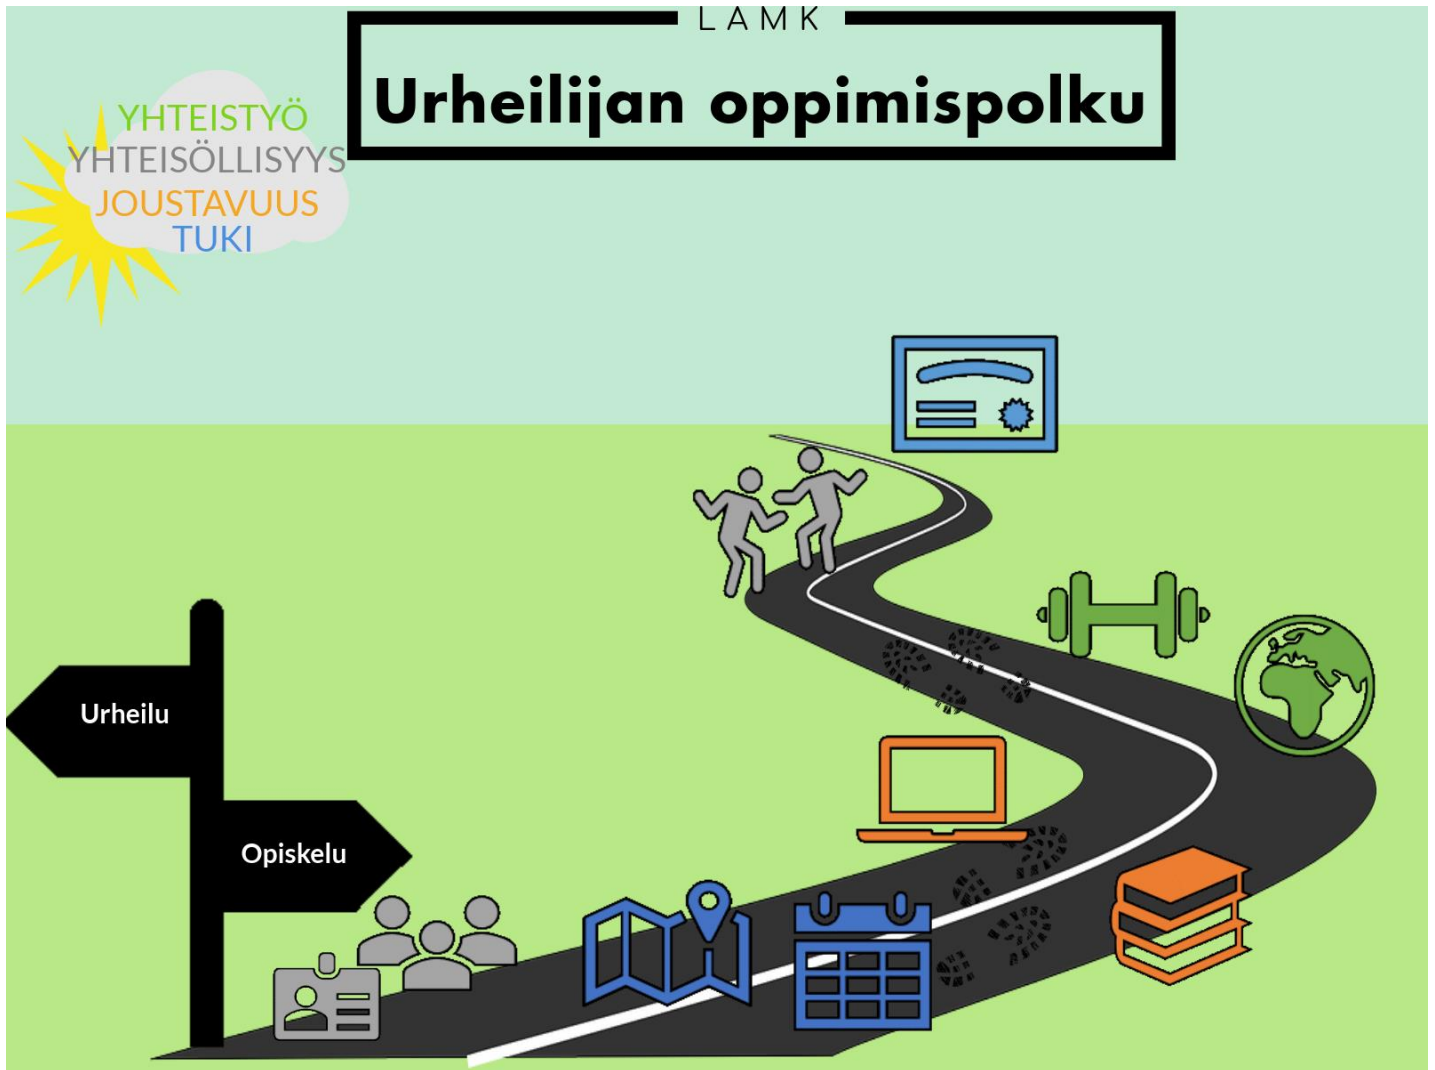 LAMK
Urheilijan oppimispolku
YHTEISTYÖ
YHTEISÖLLISYYS
JOUSTAVUUS
TUKI
Urheilu
Opiskelu